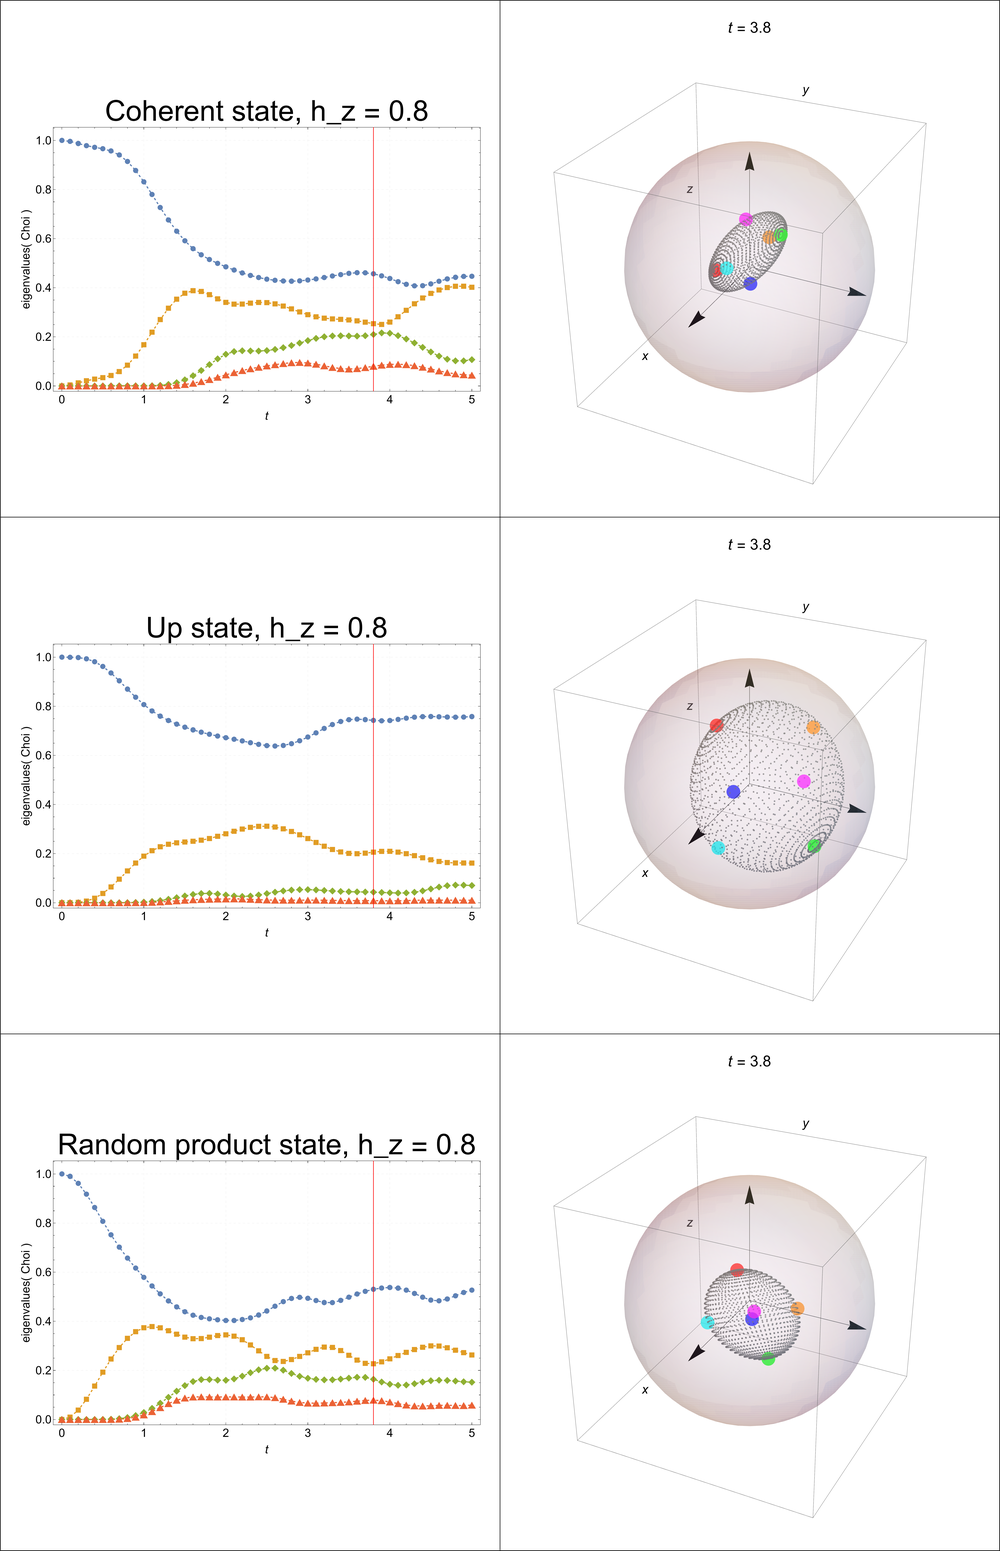 t = 3.8
Coherent state, h_z = 0.8
eigenvalues( Choi )
1.0
0.8
0.6
0.4
0.2
0.0
0 1 2 3 4 5
t
y
z
x
t = 3.8
Up state, h_z = 0.8
eigenvalues( Choi )
1.0
0.8
0.6
0.4
0.2
0.0
0 1 2 3 4 5
t
y
z
x
t = 3.8
Random product state, h_z = 0.8
eigenvalues( Choi )
1.0
0.8
0.6
0.4
0.2
0.0
0 1 2 3 4 5
t
y
z
x